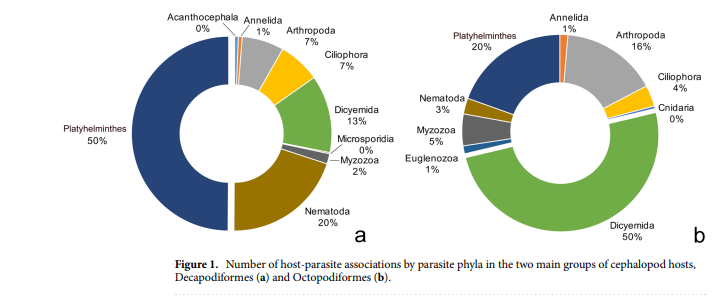 Acanthocephala
0%
Annelida
1%
Arthropoda
7%
Ciliophora
7%
Dicyemida
13%
Microsporidia
0%
Myzozoa
2%
Nematoda
20%
Platyhelminthes
50%
a
Annelida
1%
Arthropoda
16%
Ciliophora
4%
Cnidaria
0%
Dicyemida
50%
Euglenozoa
1%
Myzozoa
5%
Nematoda
3%
Platyhelminthes
20%
b
Figure 1. Number of host-parasite associations by parasite phyla in the two main groups of cephalopod hosts,
Decapodiformes (a) and Octopodiformes (b).